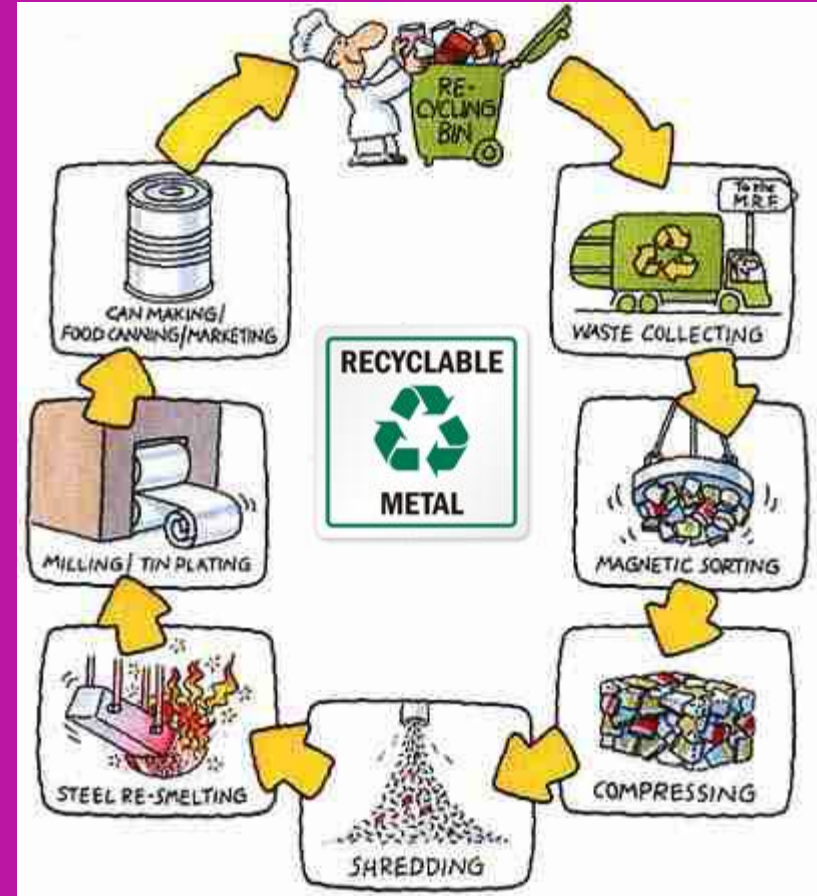 RE-
CYCLING
BIN
To the
M.R.F.
WASTE COLLECTING
MAGNETIC SORTING
COMPRESSING
SHREDDING
STEEL RE-SMELTING
MILLING/ TIN PLATING
CAN MAKING/
FOOD CANNING/MARKETING
RECYCLABLE
METAL